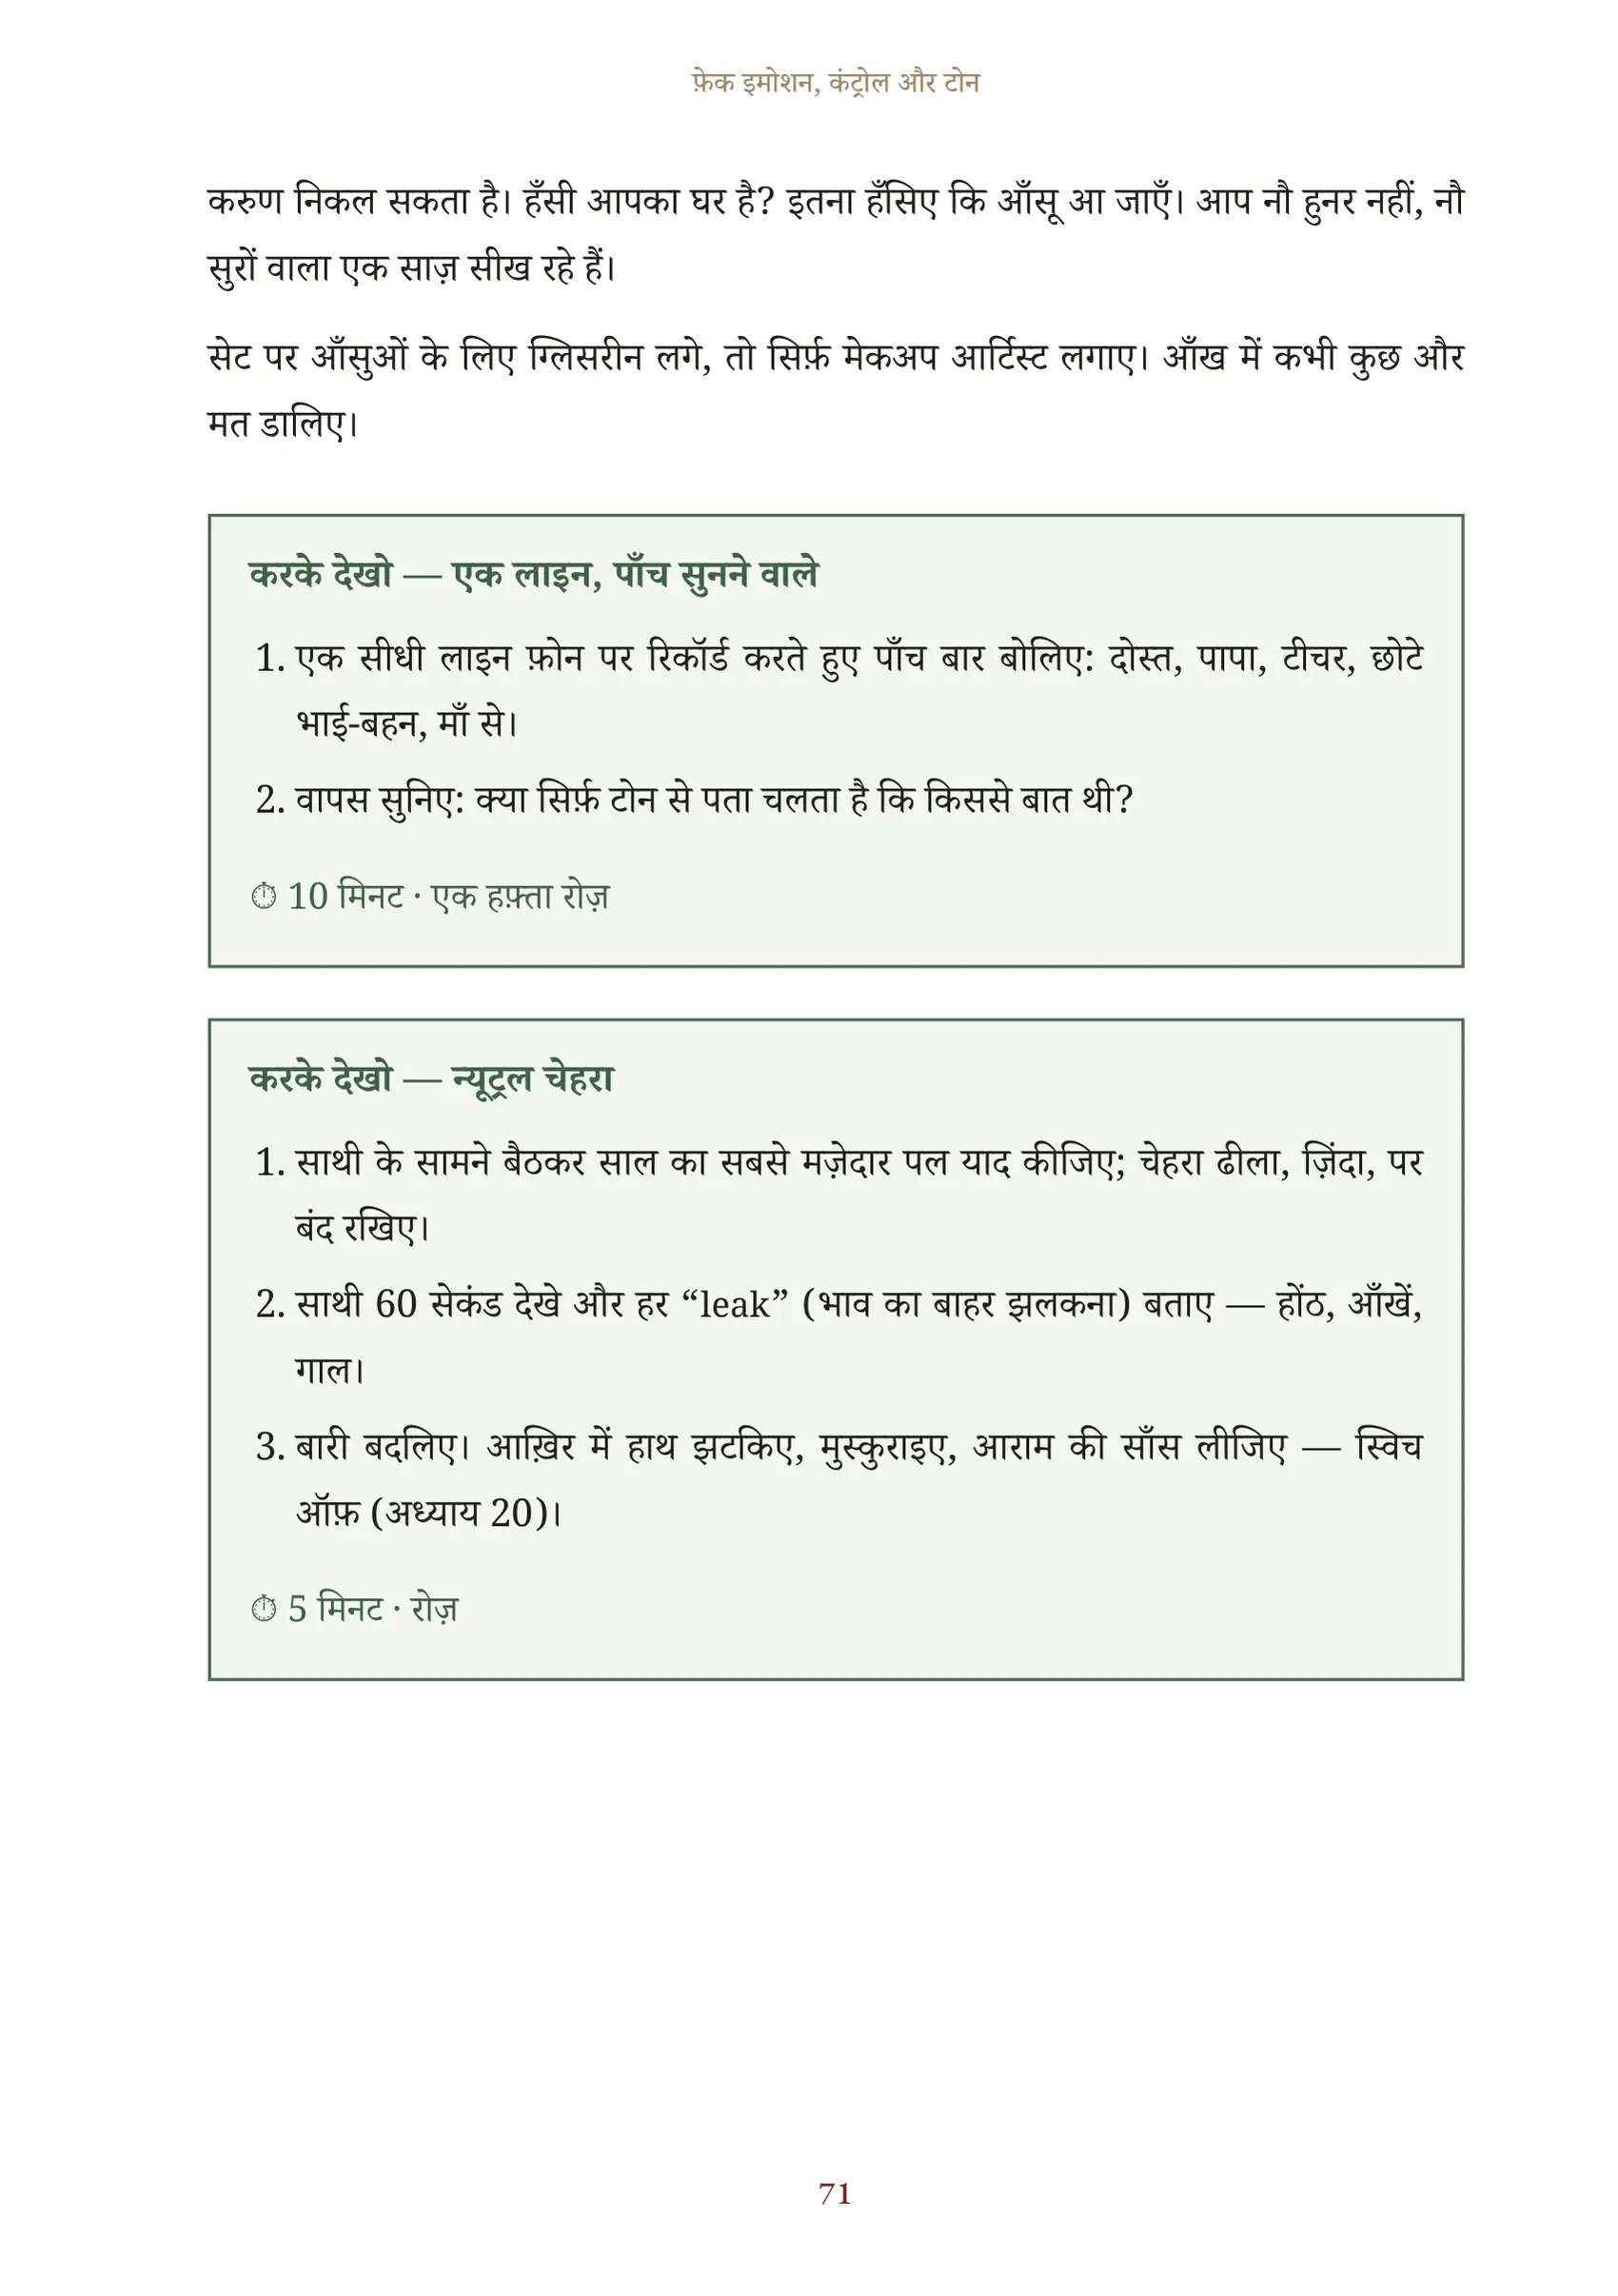 फ़ेक इमोशन, कंट्रोल और टोन
करुण निकल सकता है। हँसी आपका घर है? इतना हँसिए कि आँसू आ जाएँ। आप नौ हुनर नहीं, नौ
सुरों वाला एक साज़ सीख रहे हैं।
सेट पर आँसुओं के लिए ग्लिसरीन लगे, तो सिर्फ़ मेकअप आर्टिस्ट लगाए। आँख में कभी कुछ और
मत डालिए।
करके देखो — एक लाइन, पाँच सुनने वाले
1. एक सीधी लाइन फ़ोन पर रिकॉर्ड करते हुए पाँच बार बोलिए: दोस्त, पापा, टीचर, छोटे
भाई-बहन, माँ से।
2. वापस सुनिए: क्या सिर्फ़ टोन से पता चलता है कि किससे बात थी?
⏱ 10 मिनट · एक हफ़्ता रोज़
करके देखो — न्यूट्रल चेहरा
1. साथी के सामने बैठकर साल का सबसे मज़ेदार पल याद कीजिए; चेहरा ढीला, ज़िंदा, पर
बंद रखिए।
2. साथी 60 सेकंड देखे और हर “leak” (भाव का बाहर झलकना) बताए — होंठ, आँखें,
गाल।
3. बारी बदलिए। आख़िर में हाथ झटकिए, मुस्कुराइए, आराम की साँस लीजिए — स्विच
ऑफ़ (अध्याय 20)।
⏱ 5 मिनट · रोज़
71